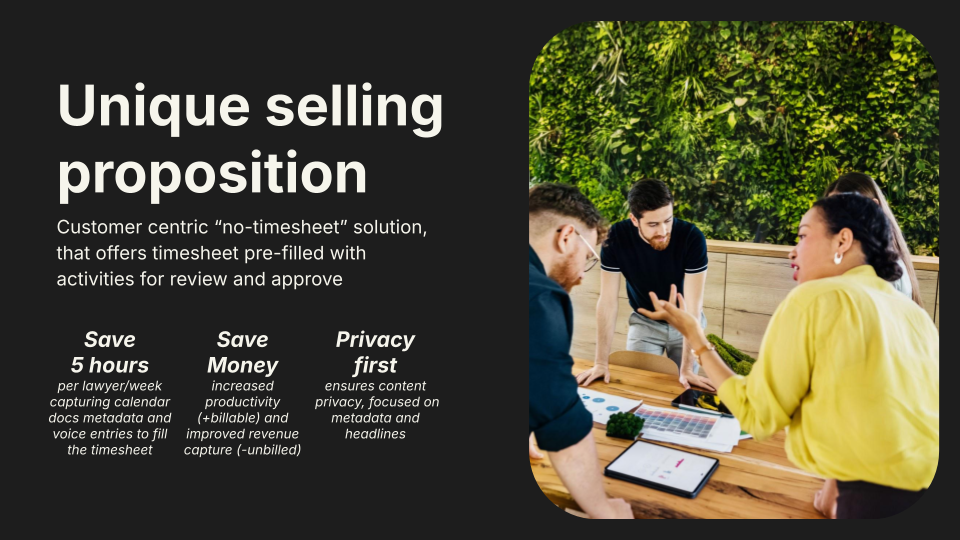 Unique selling
proposition
Customer centric “no-timesheet” solution,
that offers timesheet pre-filled with
activities for review and approve
Save
5 hours
per lawyer/week
capturing calendar
docs metadata and
voice entries to fill
the timesheet
Save
Money
increased
productivity
(+billable) and
improved revenue
capture (-unbilled)
Privacy
first
ensures content
privacy, focused on
metadata and
headlines